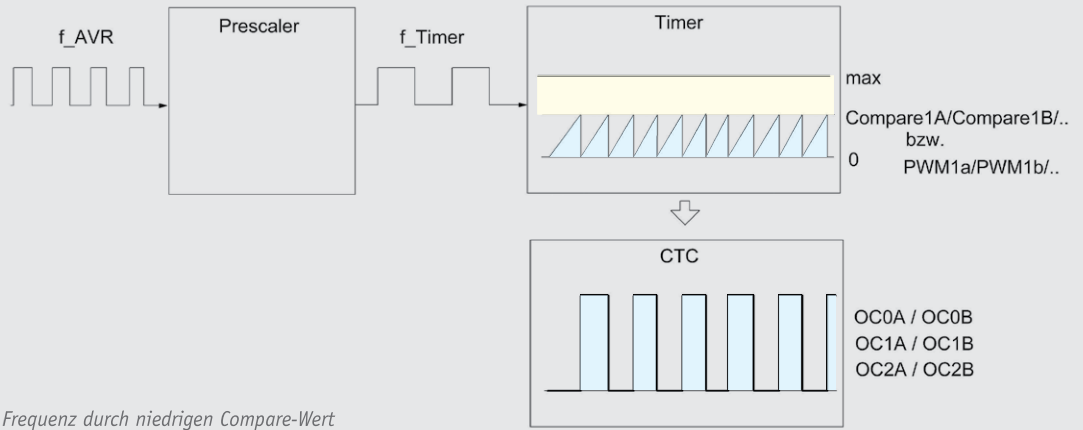 f_AVR
Prescaler
f_Timer
Timer
max
Compare1A/Compare1B/..
bzw.
0
PWM1a/PWM1b/..
CTC
OC0A / OC0B
OC1A / OC1B
OC2A / OC2B
Frequenz durch niedrigen Compare-Wert